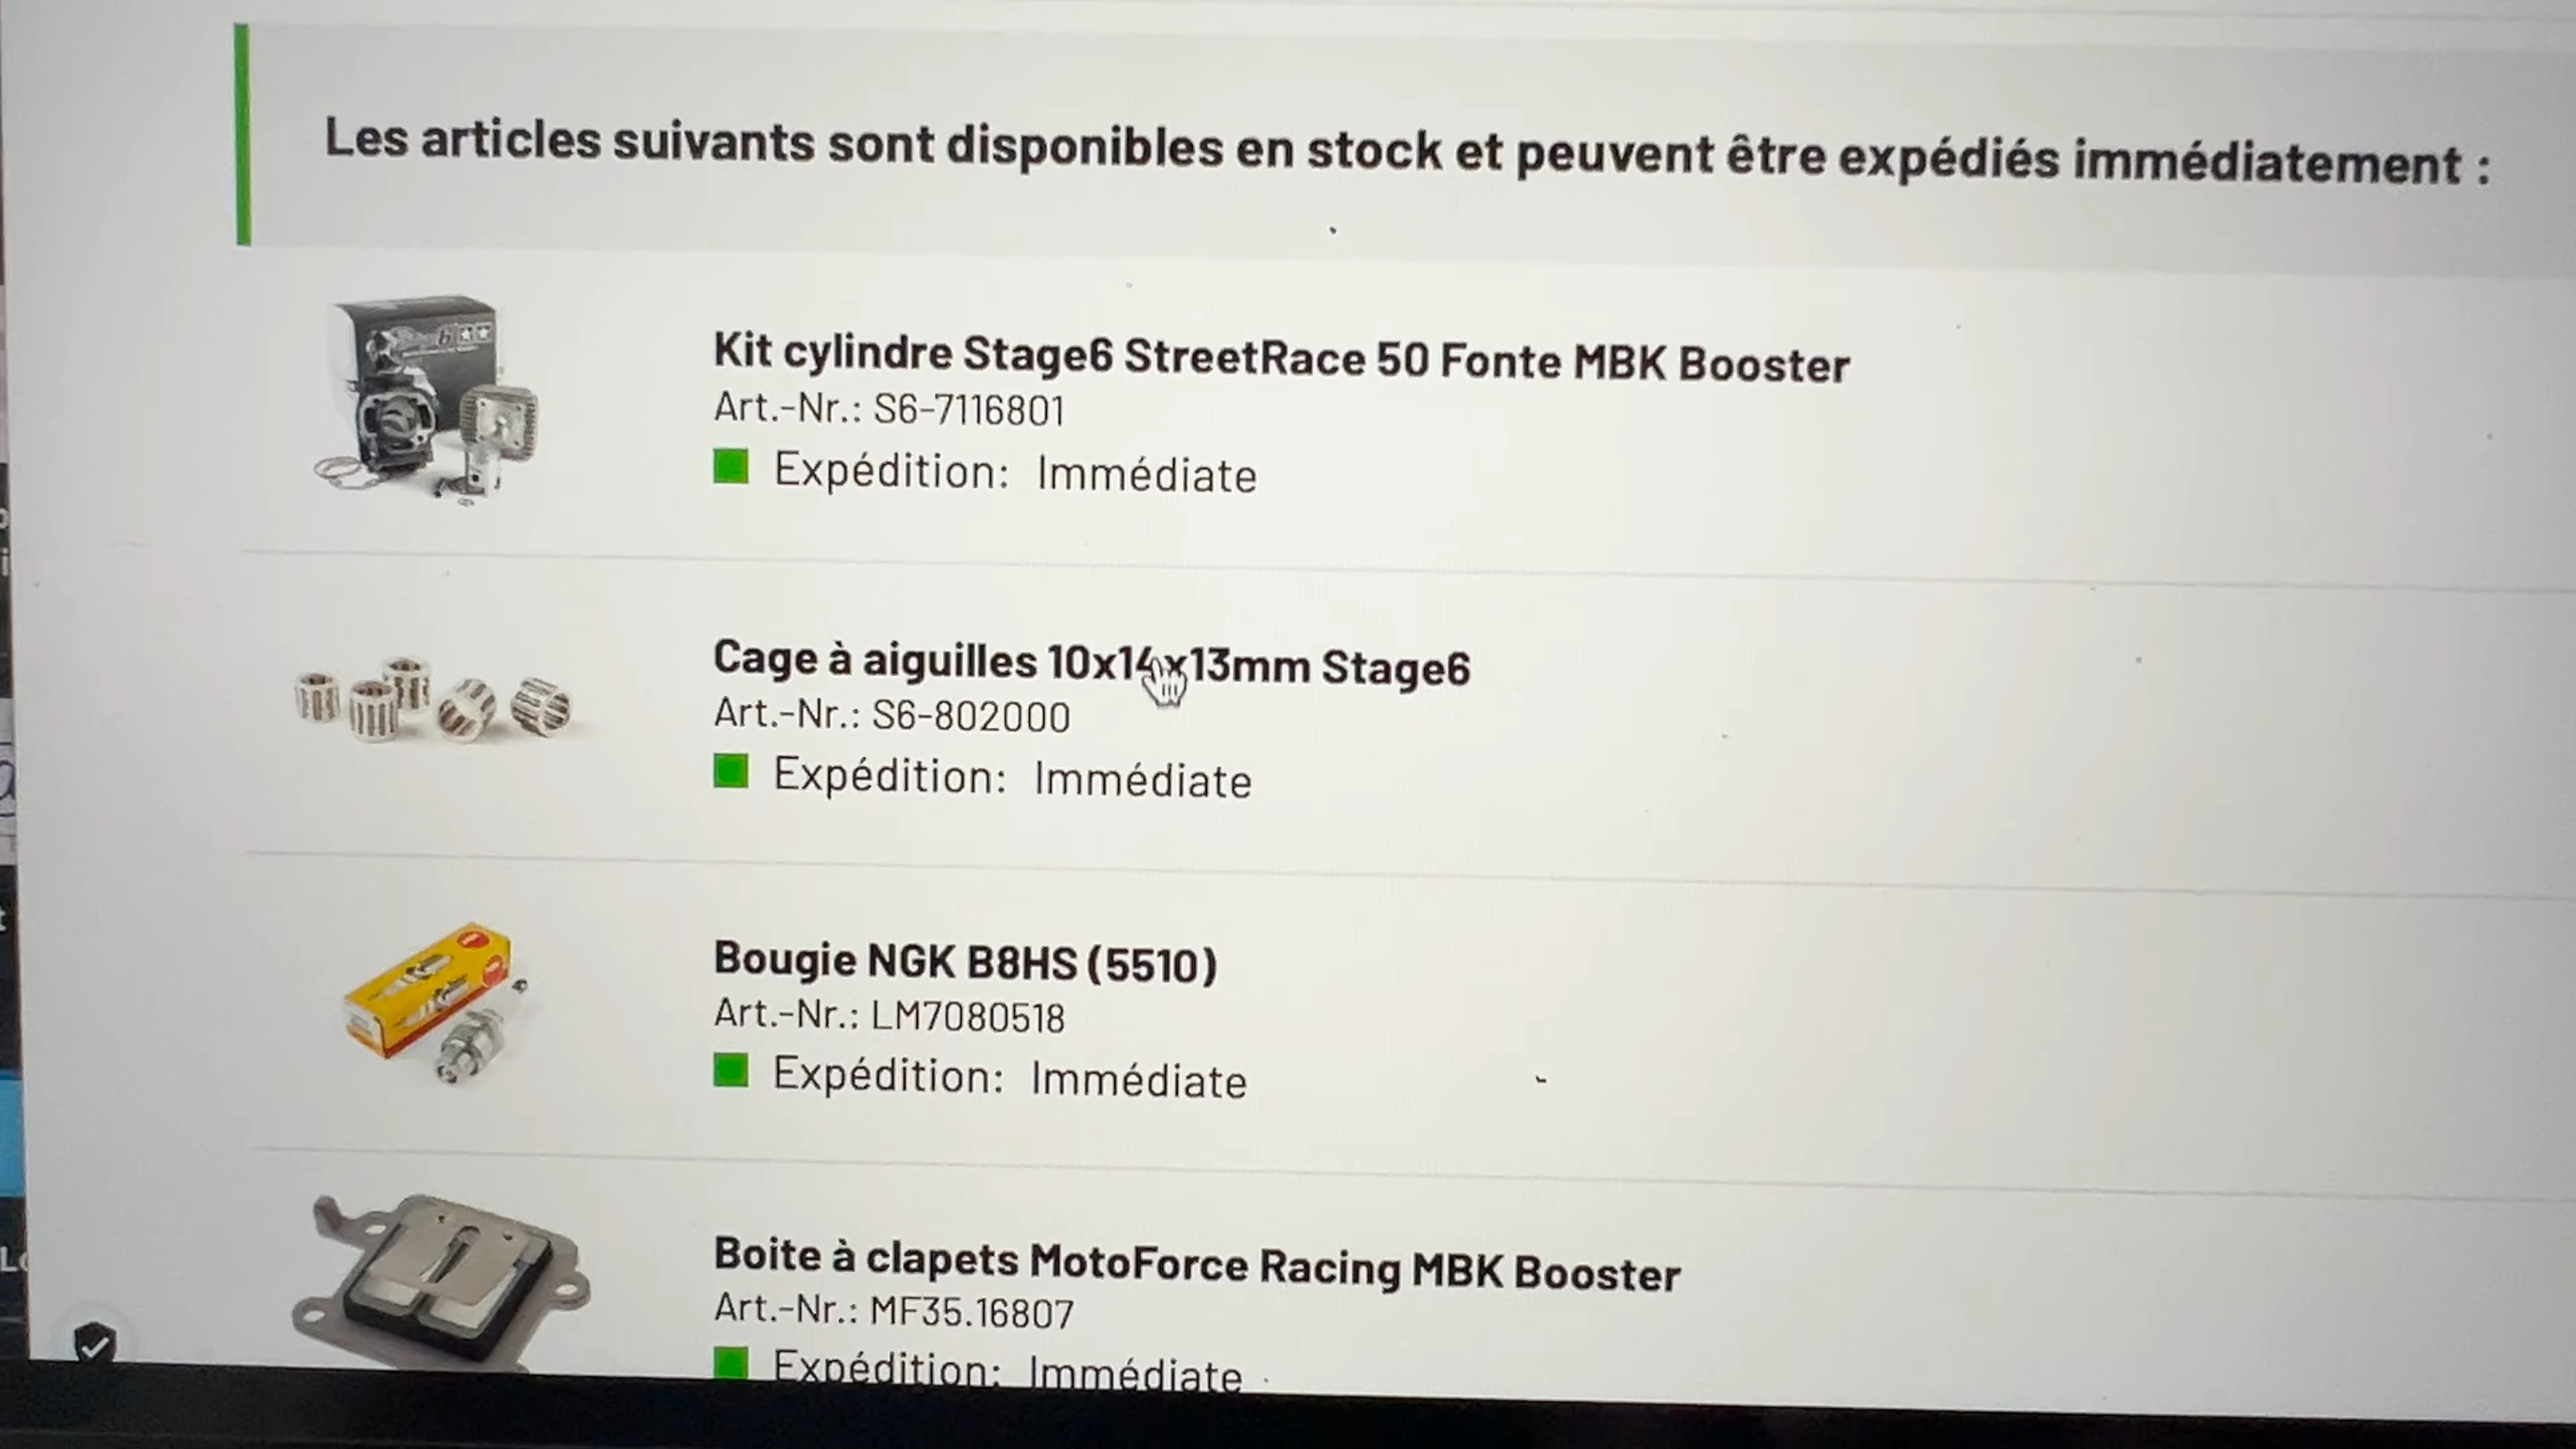 Les articles suivants sont disponibles en stock et peuvent être expédiés immédiatement :
Kit cylindre Stage6 StreetRace 50 Fonte MBK Booster
Art.-Nr.: S6-7116801
Expédition: Immédiate
Cage à aiguilles 10x14x13mm Stage6
Art.-Nr.: S6-802000
Expédition: Immédiate
Bougie NGK B8HS (5510)
Art.-Nr.: LM7080518
Expédition: Immédiate
Boite à clapets MotoForce Racing MBK Booster
Art.-Nr.: MF35.16807
Expédition: Immédiate